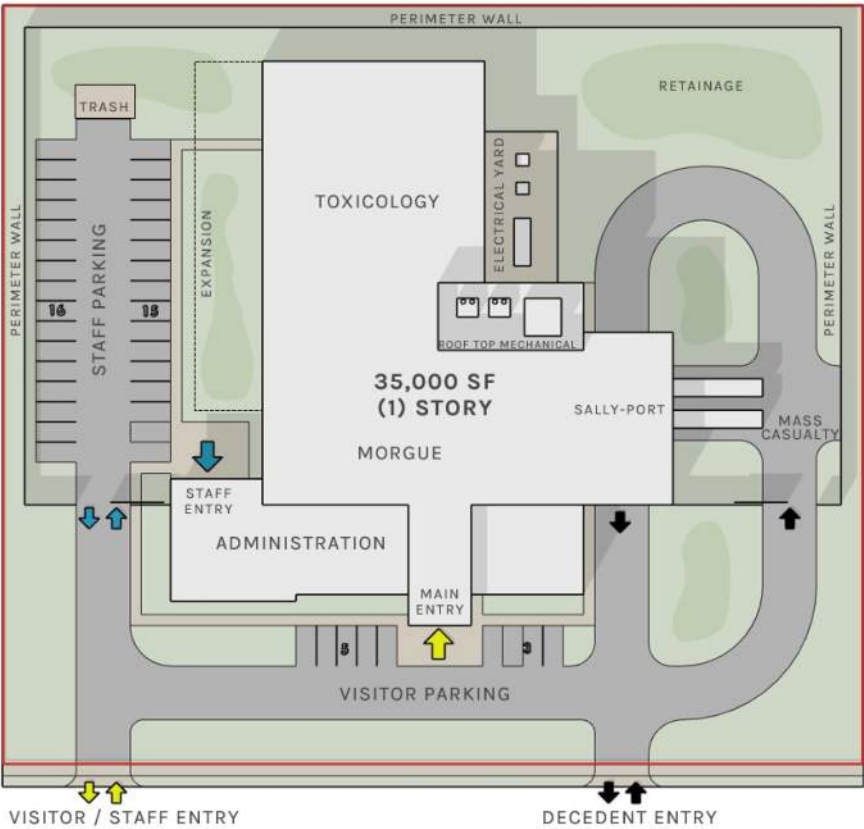 PERIMETER WALL
RETAINAGE
TRASH
ELECTRICAL YARD
TOXICOLOGY
EXPANSION
PERIMETER WALL
STAFF PARKING
PERIMETER WALL
16
15
ROOF TOP MECHANICAL
35,000 SF
(1) STORY
SALLY-PORT
MASS
CASUALTY
MORGUE
STAFF
ENTRY
ADMINISTRATION
MAIN
ENTRY
5
3
VISITOR PARKING
VISITOR / STAFF ENTRY
DECEDENT ENTRY